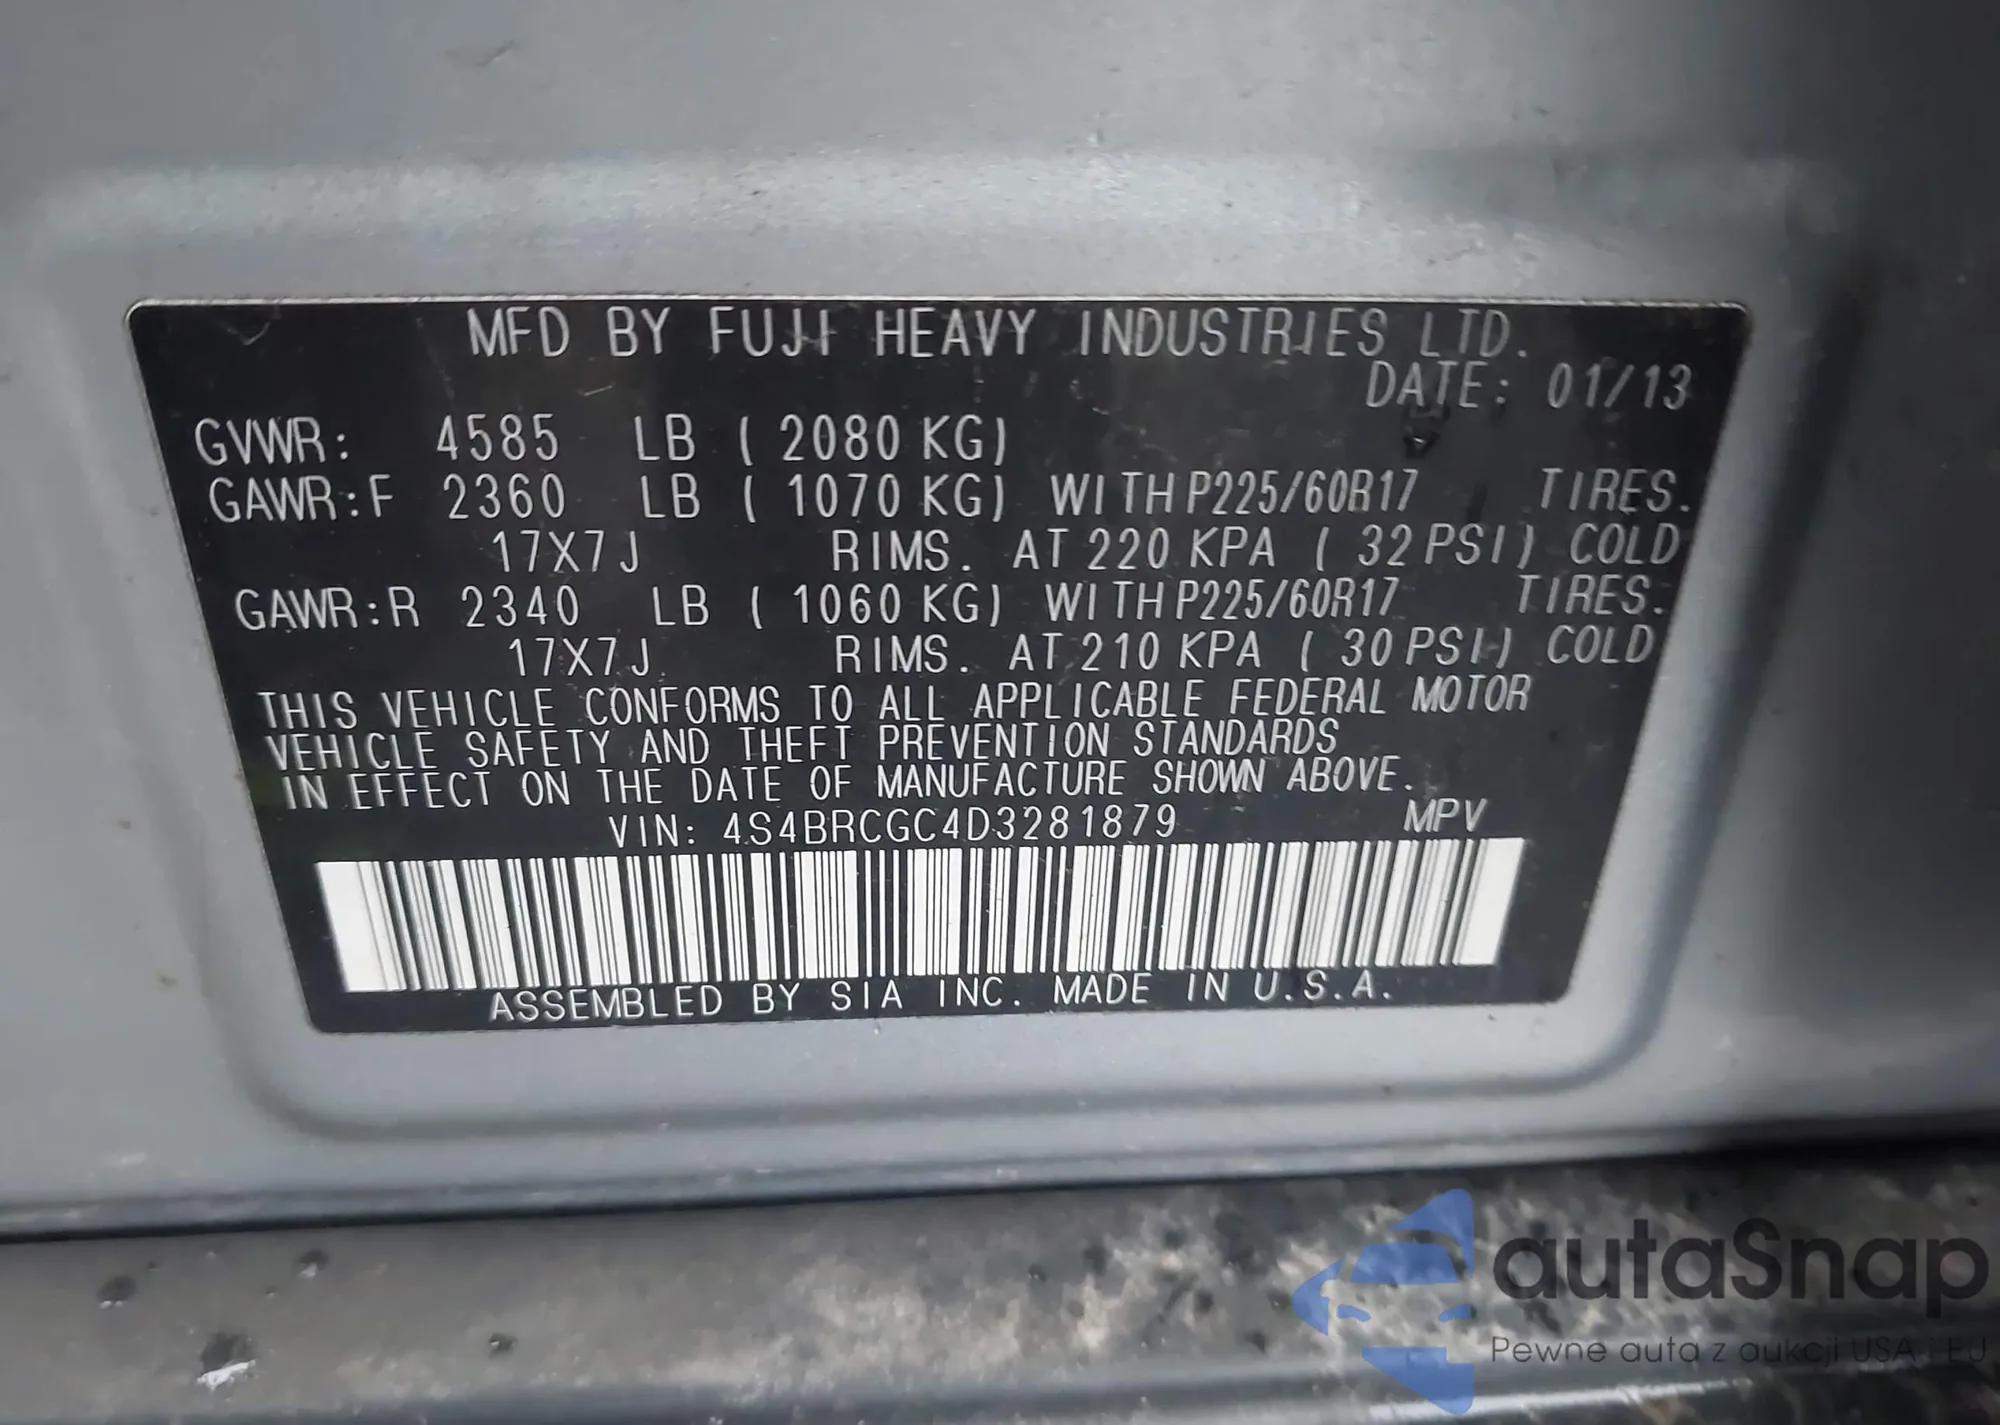 MFD BY FUJI HEAVY INDUSTRIES LTD.
DATE: 01/13
GVWR: 4585 LB ( 2080 KG)
GAWR:F 2360 LB ( 1070 KG) WITH P225/60R17 TIRES.
17X7J RIMS. AT 220 KPA ( 32 PSI) COLD
GAWR:R 2340 LB ( 1060 KG) WITH P225/60R17 TIRES.
17X7J RIMS. AT 210 KPA ( 30 PSI) COLD
THIS VEHICLE CONFORMS TO ALL APPLICABLE FEDERAL MOTOR
VEHICLE SAFETY AND THEFT PREVENTION STANDARDS
IN EFFECT ON THE DATE OF MANUFACTURE SHOWN ABOVE.
VIN: 4S4BRCGC4D3281879 MPV
ASSEMBLED BY SIA INC. MADE IN U.S.A.
autaSnap
Pewne auta z aukcji USA i EU